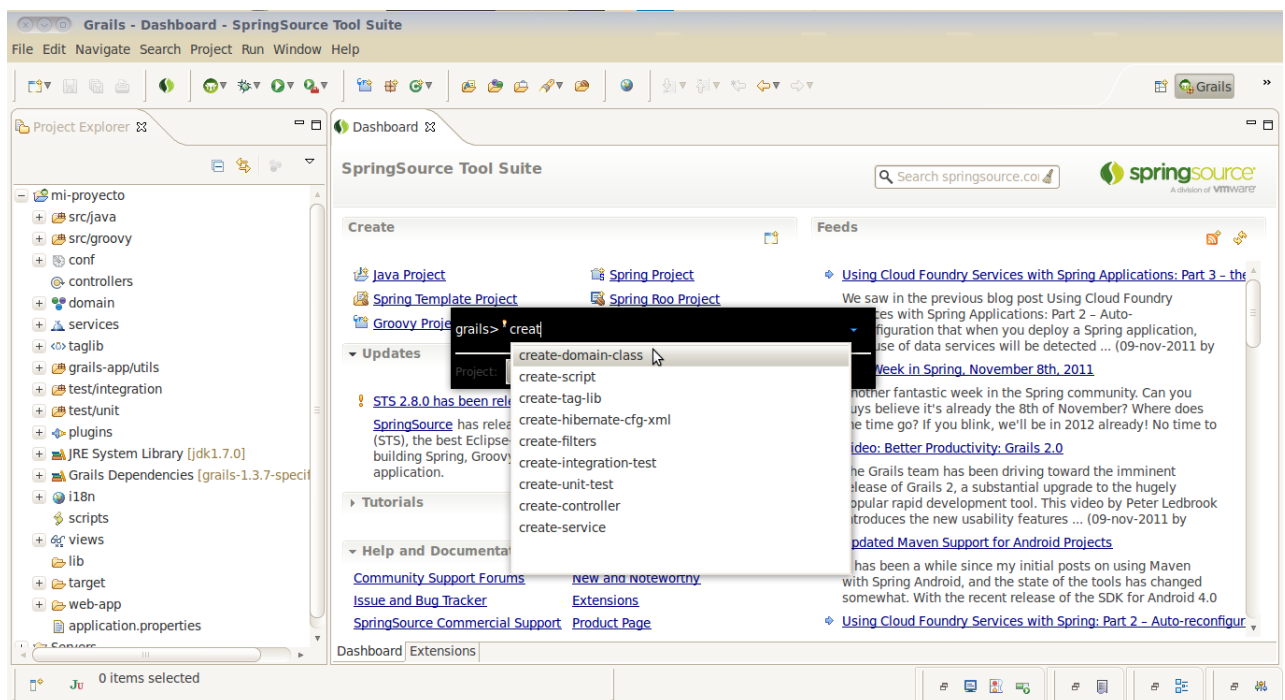 Grails - Dashboard - SpringSource Tool Suite
File Edit Navigate Search Project Run Window Help
Grails
»
Project Explorer
Dashboard
mi-proyecto
src/java
src/groovy
conf
controllers
domain
services
taglib
grails-app/utils
test/integration
test/unit
plugins
JRE System Library [jdk1.7.0]
Grails Dependencies [grails-1.3.7-specif
i18n
scripts
views
lib
target
web-app
application.properties
Servers
SpringSource Tool Suite
Search springsource.co
springsource
A division of vmware
Create
Java Project
Spring Project
Spring Template Project
Spring Roo Project
Groovy Proje
grails> creat
Project:
create-domain-class
create-script
create-tag-lib
create-hibernate-cfg-xml
create-filters
create-integration-test
create-unit-test
create-controller
create-service
Updates
STS 2.8.0 has been rele
SpringSource has relea
(STS), the best Eclipse-
building Spring, Groovy
application.
Tutorials
Help and Documenta
Community Support Forums
New and Noteworthy
Issue and Bug Tracker
Extensions
SpringSource Commercial Support
Product Page
Feeds
Using Cloud Foundry Services with Spring Applications: Part 3 – the
We saw in the previous blog post Using Cloud Foundry
ces with Spring Applications: Part 2 – Auto-
figuration that when you deploy a Spring application,
use of data services will be detected ... (09-nov-2011 by
Week in Spring, November 8th, 2011
nother fantastic week in the Spring community. Can you
uys believe it's already the 8th of November? Where does
e time go? If you blink, we'll be in 2012 already! No time to
ideo: Better Productivity: Grails 2.0
he Grails team has been driving toward the imminent
elease of Grails 2, a substantial upgrade to the hugely
opular rapid development tool. This video by Peter Ledbrook
troduces the new usability features ... (09-nov-2011 by
pdated Maven Support for Android Projects
has been a while since my initial posts on using Maven
with Spring Android, and the state of the tools has changed
somewhat. With the recent release of the SDK for Android 4.0
Using Cloud Foundry Services with Spring: Part 2 – Auto-reconfigur
Dashboard Extensions
0 items selected